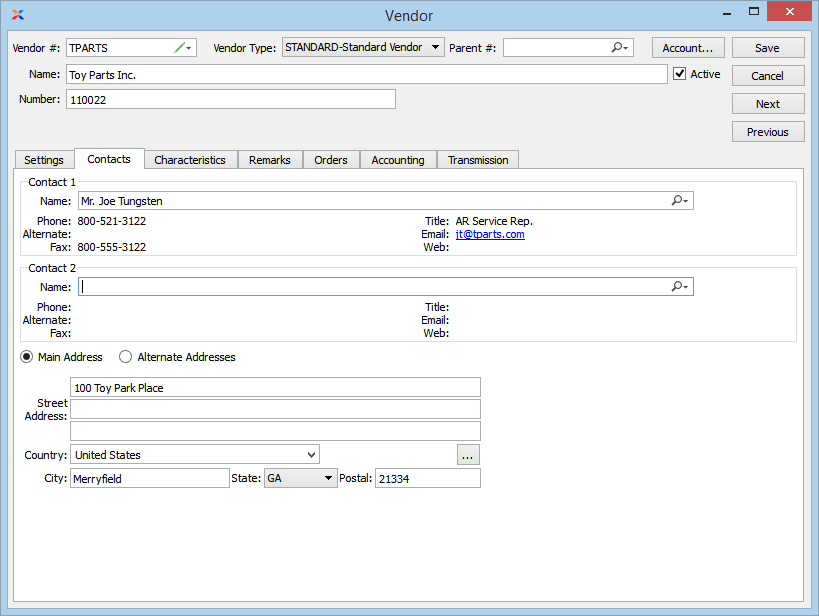 Vendor
Vendor #: TPARTS Vendor Type: STANDARD-Standard Vendor Parent #: Account... Save
Name: Toy Parts Inc. Active Cancel
Number: 110022 Next
Previous
Settings Contacts Characteristics Remarks Orders Accounting Transmission
Contact 1
Name: Mr. Joe Tungsten
Phone: 800-521-3122 Title: AR Service Rep.
Alternate: Email: jt@tparts.com
Fax: 800-555-3122 Web:
Contact 2
Name:
Phone: Title:
Alternate: Email:
Fax: Web:
Main Address Alternate Addresses
100 Toy Park Place
Street
Address:
Country: United States ...
City: Merryfield State: GA Postal: 21334